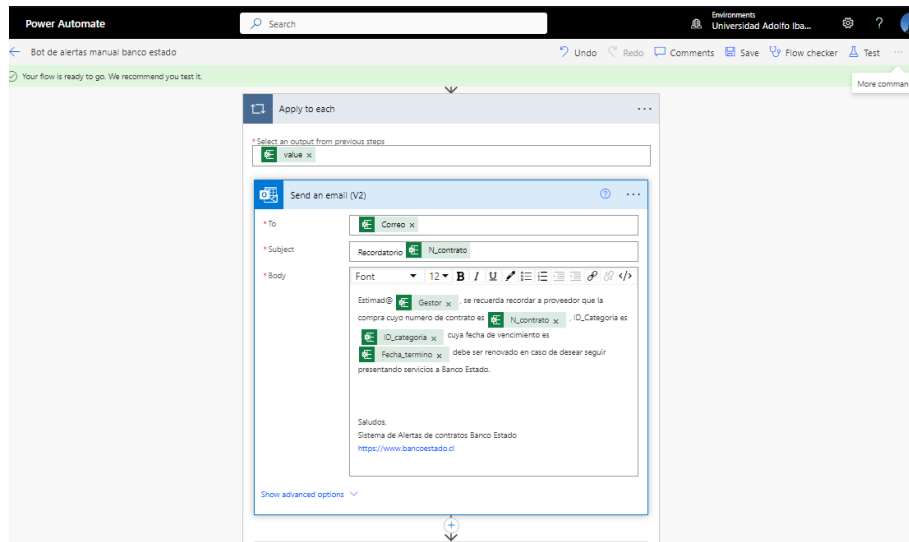 Power Automate
Search
Environments
Universidad Adolfo Iba...
?
Bot de alertas manual banco estado
Undo Redo Comments Save Flow checker Test ...
Your flow is ready to go. We recommend you test it.
More comman
Apply to each
...
* Select an output from previous steps
value x
Send an email (V2)
? ...
* To
Correo x
* Subject
Recordatorio N_contrato
* Body
Font 12 B I U </>
Estimad@ Gestor x , se recuerda recordar a proveedor que la
compra cuyo numero de contrato es N_contrato x , ID_Categoria es
ID_categoria x cuya fecha de vencimiento es
Fecha_termino x debe ser renovado en caso de desear seguir
presentando servicios a Banco Estado.
Saludos,
Sistema de Alertas de contratos Banco Estado
https://www.bancoestado.cl
Show advanced options